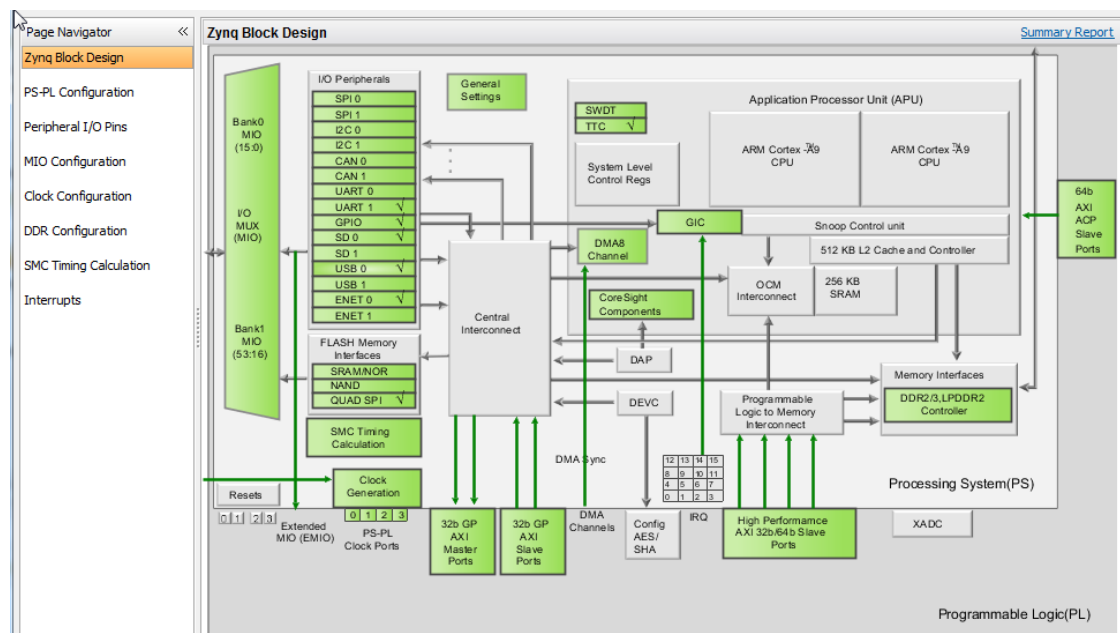 Page Navigator
«
Zynq Block Design
PS-PL Configuration
Peripheral I/O Pins
MIO Configuration
Clock Configuration
DDR Configuration
SMC Timing Calculation
Interrupts
Zynq Block Design
Summary Report
Bank0
MIO
(15:0)
I/O
MUX
(MIO)
Bank1
MIO
(53:16)
I/O Peripherals
SPI 0
SPI 1
I2C 0
I2C 1
CAN 0
CAN 1
UART 0
UART 1 √
GPIO √
SD 0 √
SD 1
USB 0 √
USB 1
ENET 0 √
ENET 1
FLASH Memory
Interfaces
SRAM/NOR
NAND
QUAD SPI √
SMC Timing
Calculation
General
Settings
Application Processor Unit (APU)
SWDT
TTC √
System Level
Control Regs
ARM Cortex ™-A9
CPU
ARM Cortex ™-A9
CPU
64b
AXI
ACP
Slave
Ports
GIC
Snoop Control unit
DMA8
Channel
512 KB L2 Cache and Controller
OCM
Interconnect
256 KB
SRAM
CoreSight
Components
Central
Interconnect
DAP
DEVC
Memory Interfaces
DDR2/3,LPDDR2
Controller
Programmable
Logic to Memory
Interconnect
DMA Sync
12 13 14 15
8 9 10 11
4 5 6 7
0 1 2 3
Processing System(PS)
Resets
0 1 2 3
Clock
Generation
0 1 2 3
Extended
MIO (EMIO)
PS-PL
Clock Ports
32b GP
AXI
Master
Ports
32b GP
AXI
Slave
Ports
DMA
Channels
Config
AES/
SHA
IRQ
High Performamce
AXI 32b/64b Slave
Ports
XADC
Programmable Logic(PL)